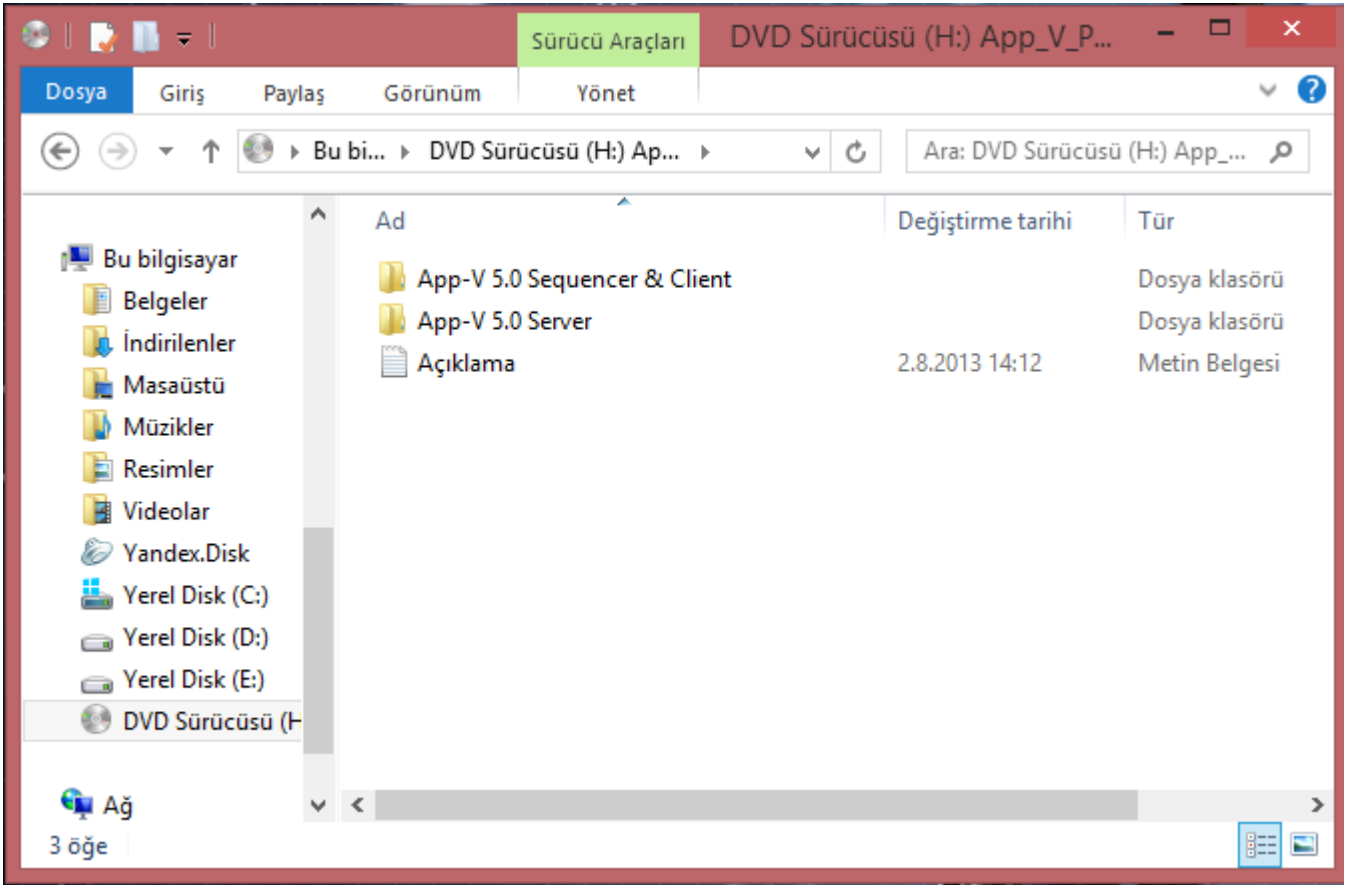 Sürücü Araçları DVD Sürücüsü (H:) App_V_P...
Dosya Giriş Paylaş Görünüm Yönet
Bu bi... DVD Sürücüsü (H:) Ap... Ara: DVD Sürücüsü (H:) App_...
Ad Değiştirme tarihi Tür
Bu bilgisayar
Belgeler
İndirilenler
Masaüstü
Müzikler
Resimler
Videolar
Yandex.Disk
Yerel Disk (C:)
Yerel Disk (D:)
Yerel Disk (E:)
DVD Sürücüsü (H
Ağ
App-V 5.0 Sequencer & Client Dosya klasörü
App-V 5.0 Server Dosya klasörü
Açıklama 2.8.2013 14:12 Metin Belgesi
3 öğe